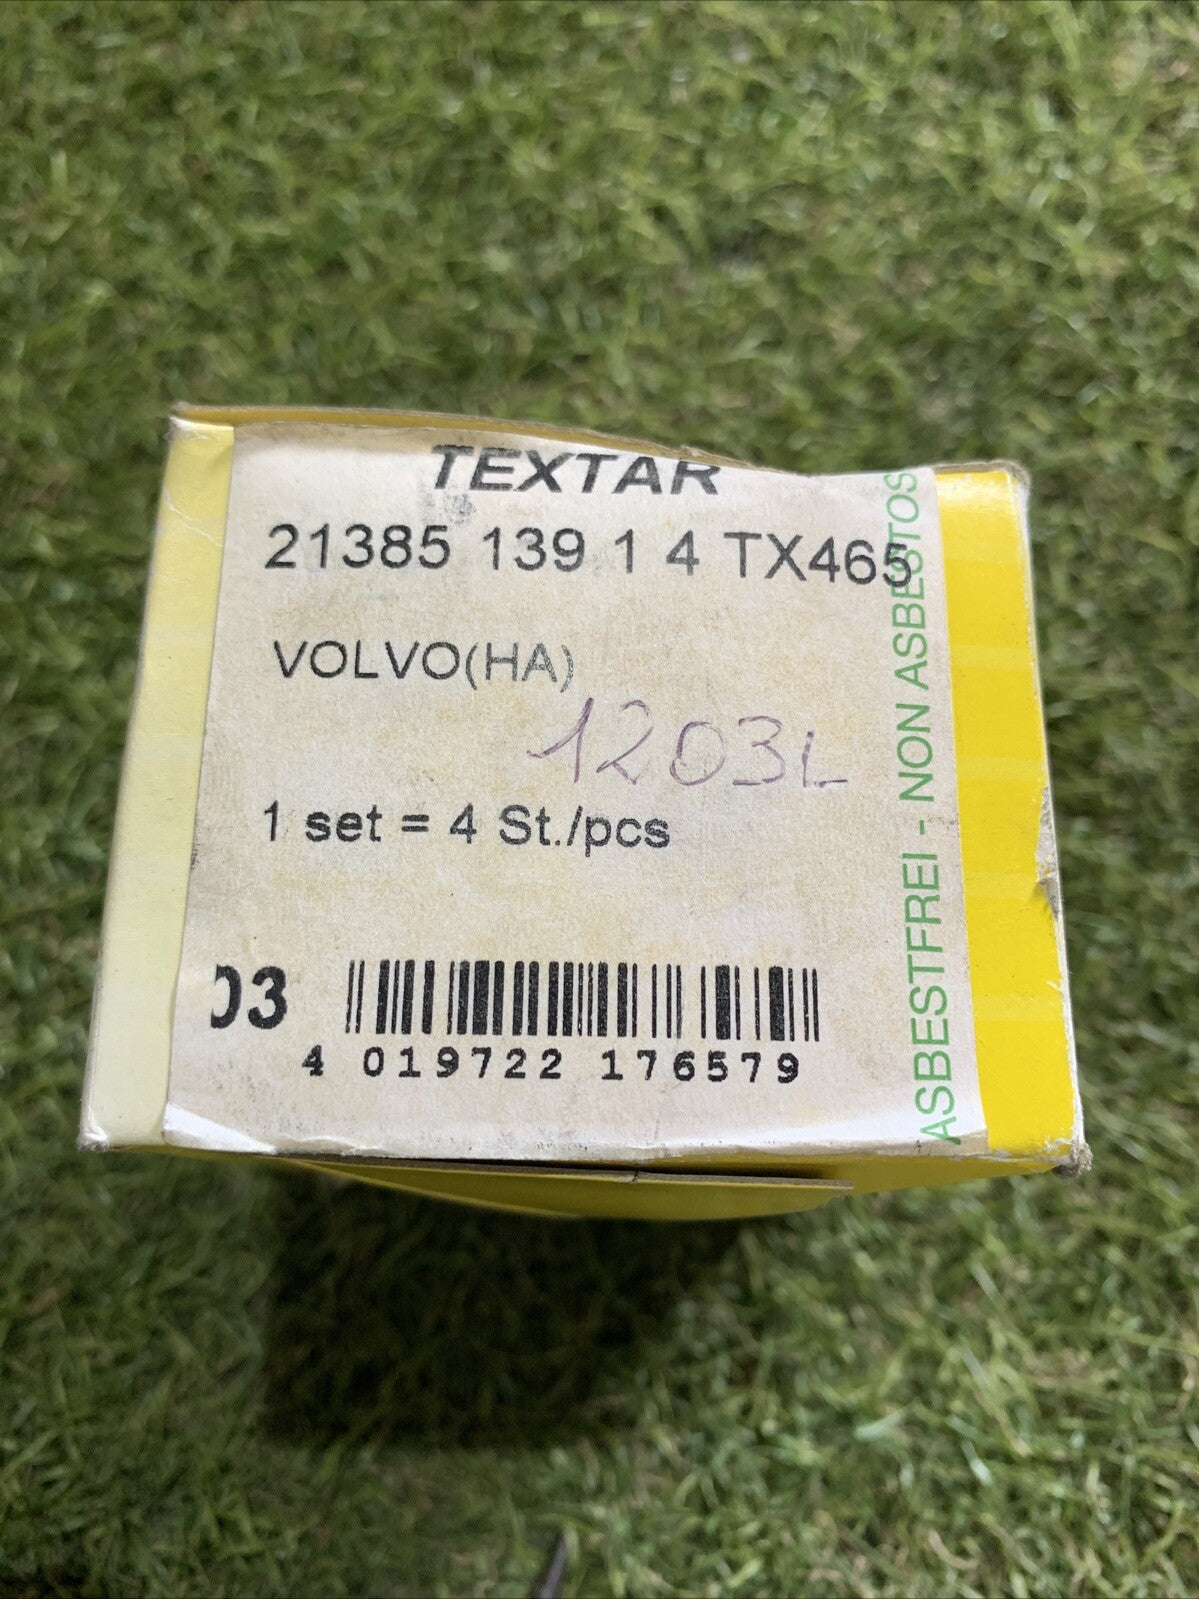 TEXTAR
21385 139 1 4 TX465
VOLVO(HA)
1203L
1 set = 4 St./pcs
03
4 019722 176579
ASBESTFREI - NON ASBESTOS